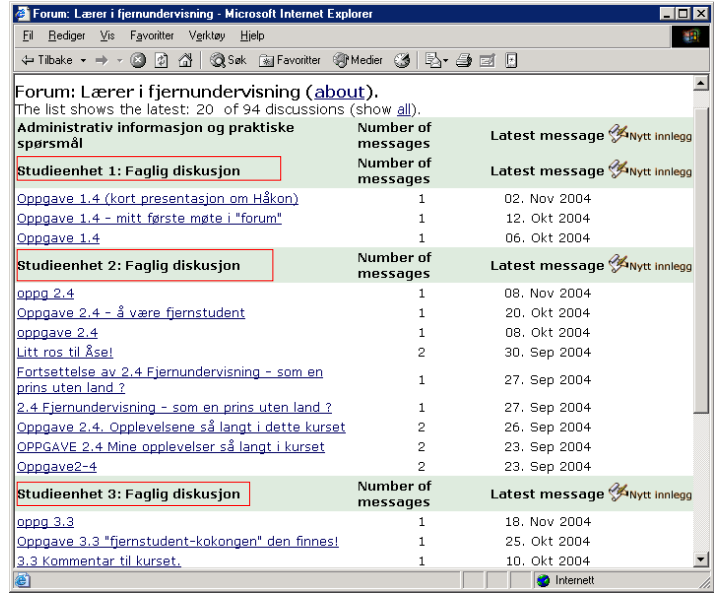 Forum: Lærer i fjernundervisning - Microsoft Internet Explorer
Fil Rediger Vis Favoritter Verktøy Hjelp
Tilbake Søk Favoritter Medier
Forum: Lærer i fjernundervisning (about).
The list shows the latest: 20 of 94 discussions (show all).
Administrativ informasjon og praktiske spørsmål Number of messages Latest message Nytt innlegg
Studieenhet 1: Faglig diskusjon Number of messages Latest message Nytt innlegg
Oppgave 1.4 (kort presentasjon om Håkon) 1 02. Nov 2004
Oppgave 1.4 - mitt første møte i "forum" 1 12. Okt 2004
Oppgave 1.4 1 06. Okt 2004
Studieenhet 2: Faglig diskusjon Number of messages Latest message Nytt innlegg
oppg 2.4 1 08. Nov 2004
Oppgave 2.4 - å være fjernstudent 1 20. Okt 2004
oppgave 2.4 1 08. Okt 2004
Litt ros til Åse! 2 30. Sep 2004
Fortsettelse av 2.4 Fjernundervisning - som en prins uten land ? 1 27. Sep 2004
2.4 Fjernundervisning - som en prins uten land ? 1 27. Sep 2004
Oppgave 2.4. Opplevelsene så langt i dette kurset 2 26. Sep 2004
OPPGAVE 2.4 Mine opplevelser så langt i kurset 2 23. Sep 2004
Oppgave2-4 2 23. Sep 2004
Studieenhet 3: Faglig diskusjon Number of messages Latest message Nytt innlegg
oppg 3.3 1 18. Nov 2004
Oppgave 3.3 "fjernstudent-kokongen" den finnes! 1 25. Okt 2004
3.3 Kommentar til kurset. 1 10. Okt 2004
Internett